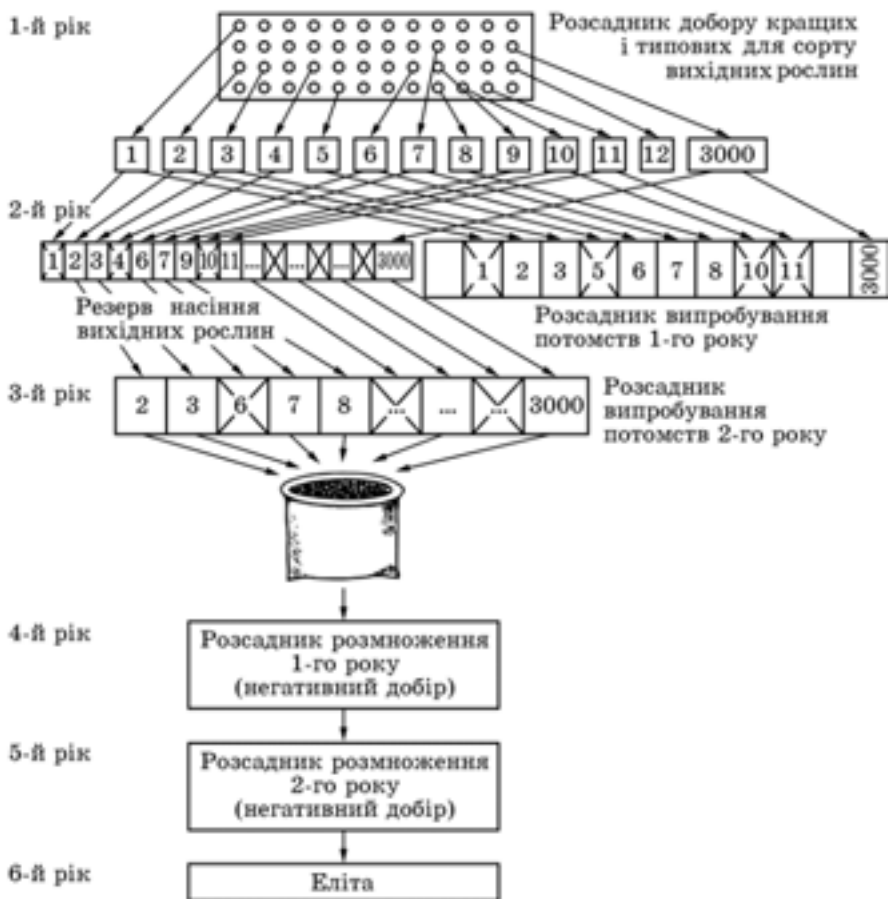 1-й рік
Розсадник добору кращих
і типових для сорту
вихідних рослин
1 2 3 4 5 6 7 8 9 10 11 12 3000
2-й рік
1 2 3 4 6 7 9 10 11 ... ... ... 3000
1 2 3 5 6 7 8 10 11 3000
Резерв насіння
вихідних рослин
Розсадник випробування
потомств 1-го року
3-й рік
2 3 6 7 8 ... ... ... 3000
Розсадник
випробування
потомств 2-го року
4-й рік
Розсадник розмноження
1-го року
(негативний добір)
5-й рік
Розсадник розмноження
2-го року
(негативний добір)
6-й рік
Еліта